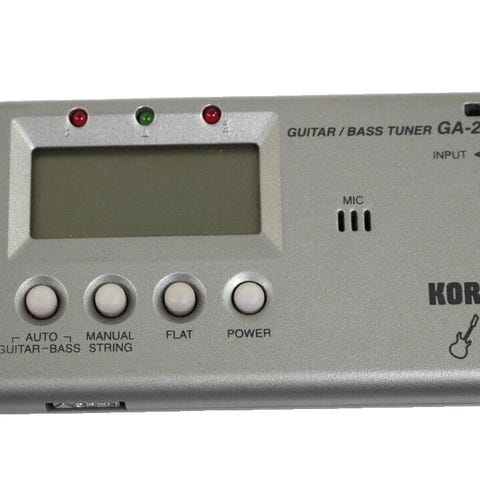 GUITAR / BASS TUNER GA-2
INPUT
MIC
KOR
AUTO
GUITAR-BASS
MANUAL
STRING
FLAT
POWER